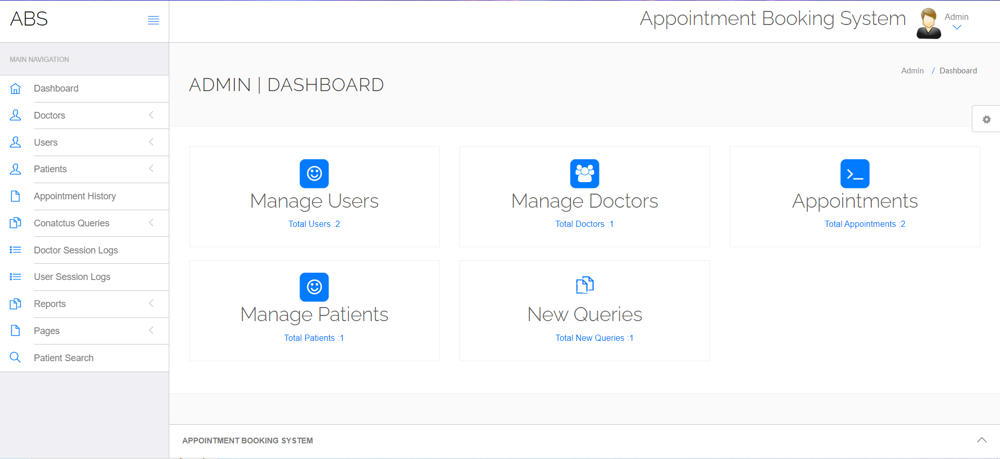 ABS
Appointment Booking System
Admin
MAIN NAVIGATION
Dashboard
Doctors
Users
Patients
Appointment History
Conatctus Queries
Doctor Session Logs
User Session Logs
Reports
Pages
Patient Search
ADMIN | DASHBOARD
Admin / Dashboard
Manage Users
Total Users :2
Manage Doctors
Total Doctors :1
Appointments
Total Appointments :2
Manage Patients
Total Patients :1
New Queries
Total New Queries :1
APPOINTMENT BOOKING SYSTEM